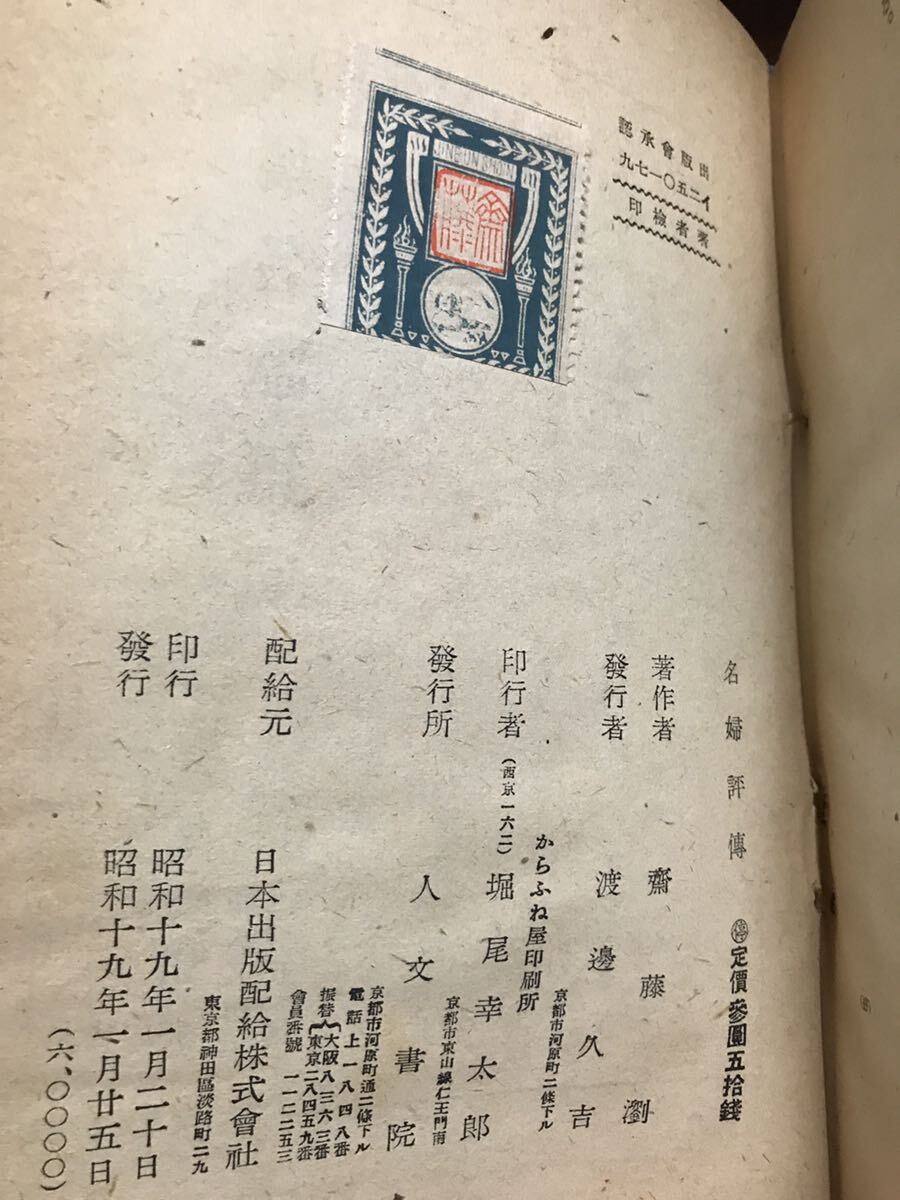 出版會承認
イ二五〇一七九
著者檢印
JINBUN SHOIN
齋藤
名婦評傳 ㊡定價參圓五拾錢
著作者 齋藤瀏
發行者 渡邊久吉
京都市河原町二條下ル
からふね屋印刷所
印行者 (西京一六二) 堀尾幸太郎
京都市東山線仁王門南
發行所 人文書院
京都市河原町通二條下ル
電話上一八四八番
振替{大阪八三六三番
東京二八四五九番
會員番號 一一二二五三
配給元 日本出版配給株式會社
東京都神田區淡路町二ノ九
印行 昭和十九年一月二十日
發行 昭和十九年一月廿五日
(六、〇〇〇〇)